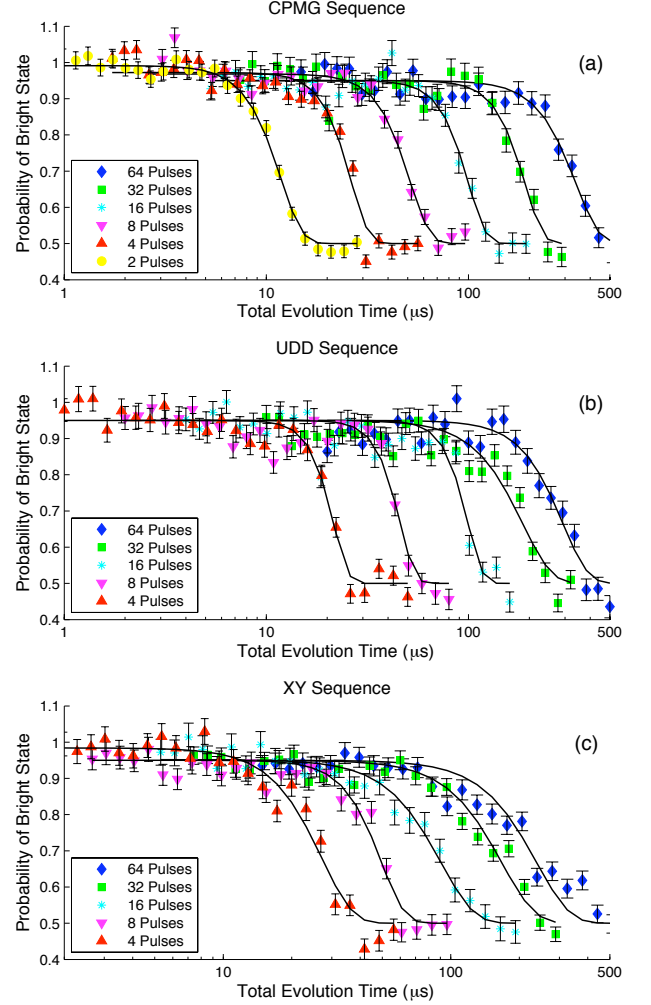 CPMG Sequence
1.1
1
0.9
0.8
0.7
0.6
0.5
0.4
Probability of Bright State
(a)
64 Pulses
32 Pulses
16 Pulses
8 Pulses
4 Pulses
2 Pulses
1 10 100 500
Total Evolution Time (μs)
UDD Sequence
1.1
1
0.9
0.8
0.7
0.6
0.5
0.4
Probability of Bright State
(b)
64 Pulses
32 Pulses
16 Pulses
8 Pulses
4 Pulses
1 10 100 500
Total Evolution Time (μs)
XY Sequence
1.1
1
0.9
0.8
0.7
0.6
0.5
0.4
Probability of Bright State
(c)
64 Pulses
32 Pulses
16 Pulses
8 Pulses
4 Pulses
10 100 500
Total Evolution Time (μs)